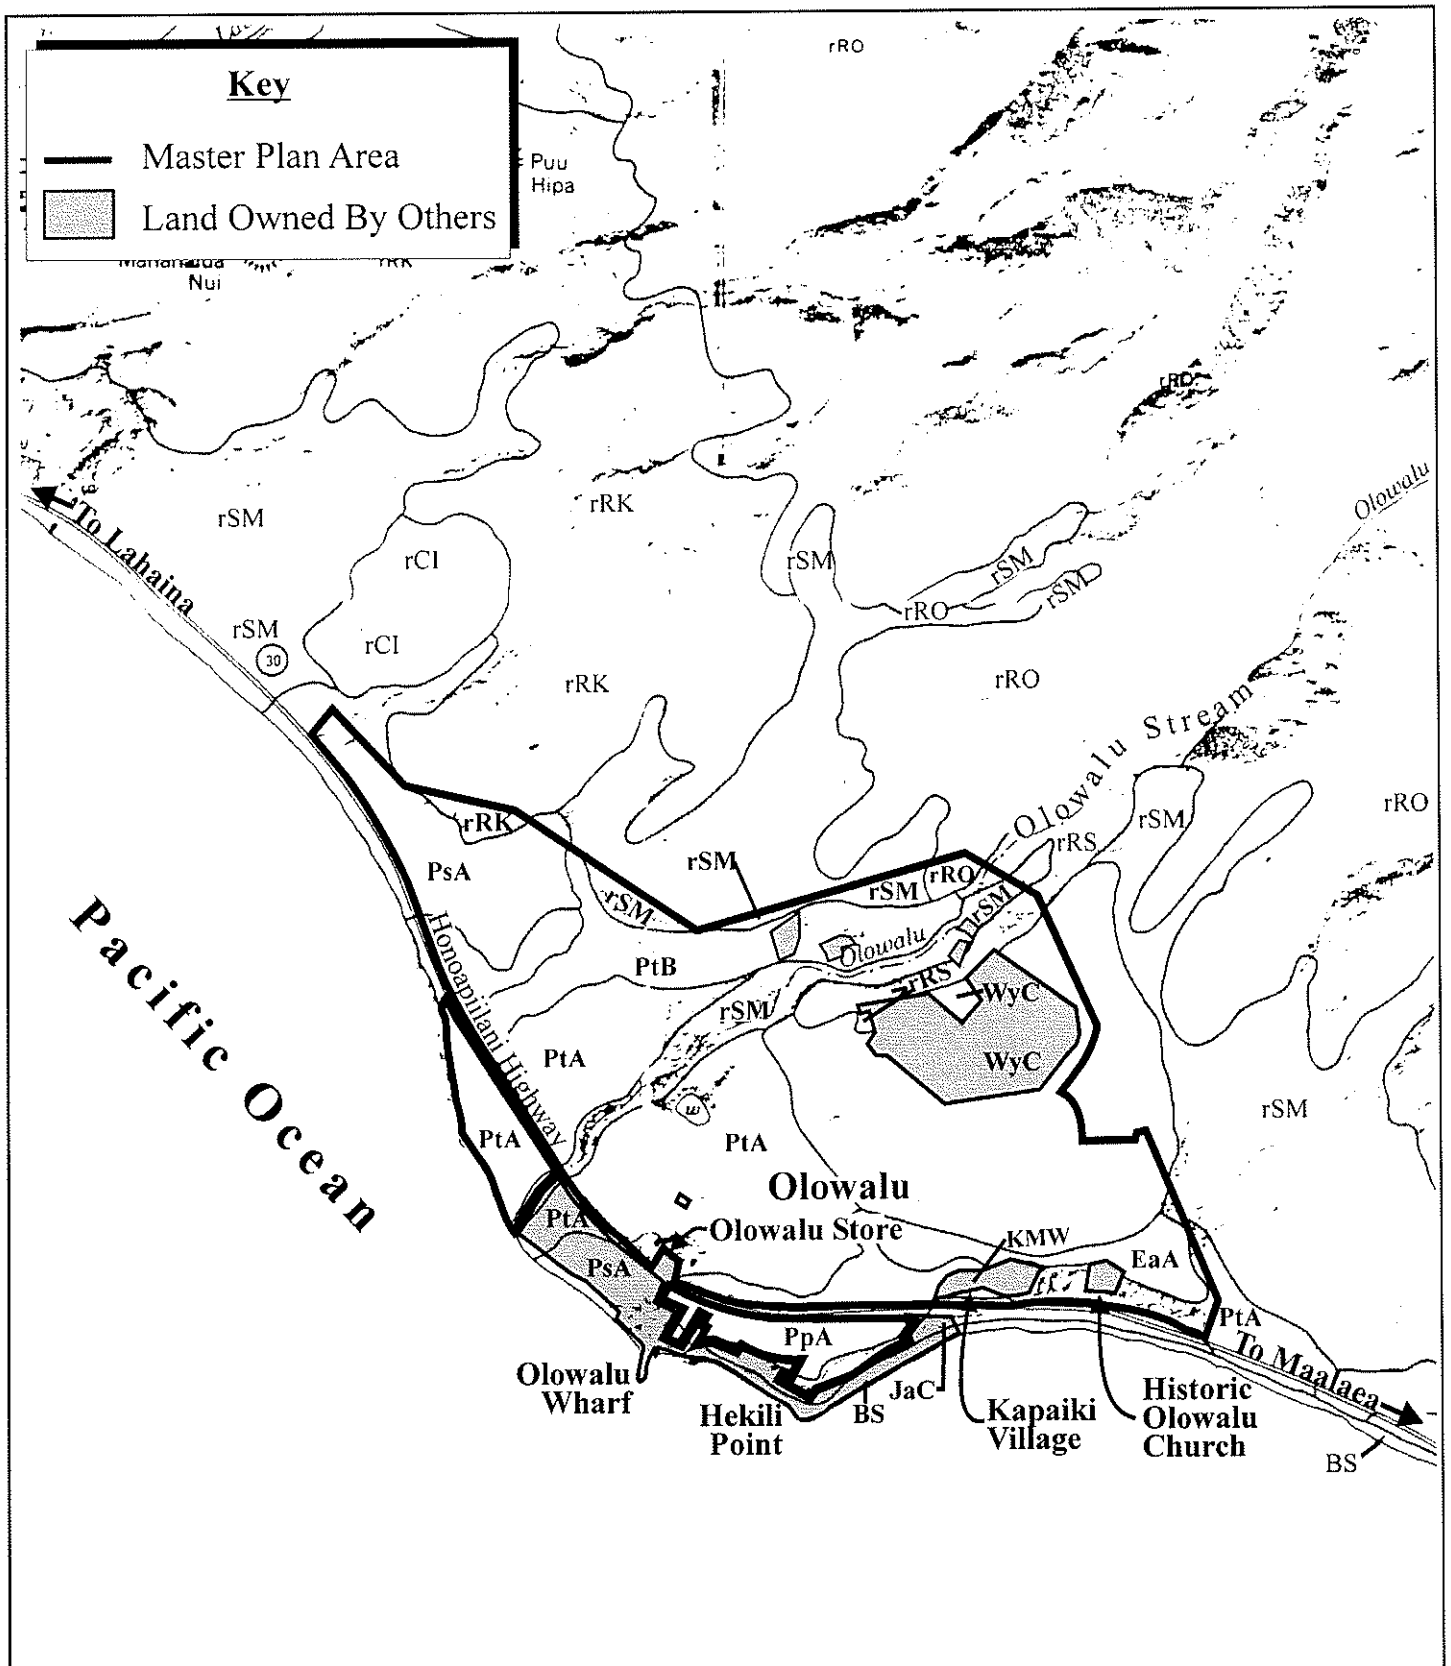 Key
Master Plan Area
Land Owned By Others
rRO
Puu
Hipa
rRK
Nui
rRO
Olowalu
To Lahaina
rSM
rRK
rCI
rSM
rSM
rRO
rSM
rSM
30
rCI
rRK
rRO
Olowalu Stream
rRO
rSM
rRK
rRS
PsA
rSM
rSM
rRO
rSM
rSM
Pacific Ocean
Honoapiilani Highway
Olowalu
PtB
rRS
WyC
rSM
PtA
WyC
w
rSM
PtA
PtA
Olowalu
PtA
Olowalu Store
KMW
EaA
PsA
PtA
PpA
To Maalaea
Olowalu
Wharf
JaC
BS
Hekili
Point
Kapaiki
Village
Historic
Olowalu
Church
BS